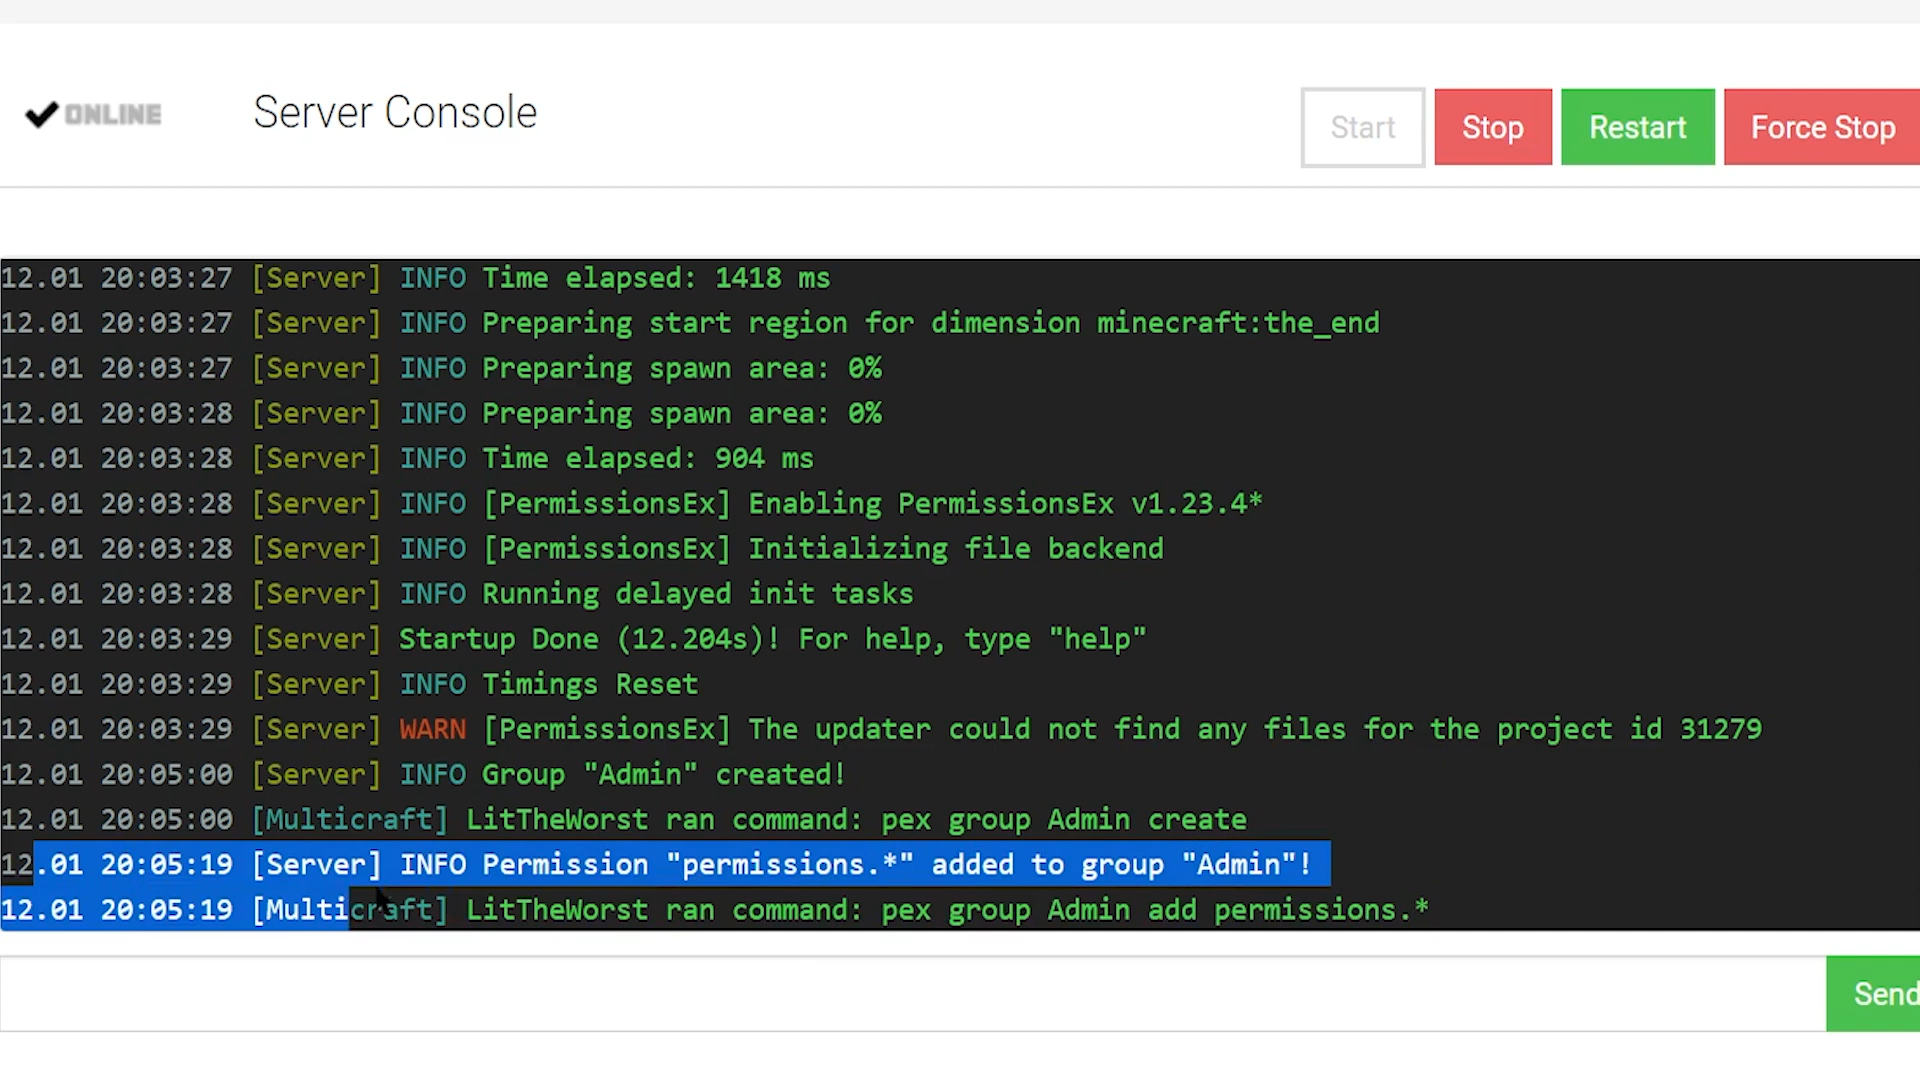 ONLINE
Server Console
Start
Stop
Restart
Force Stop
12.01 20:03:27 [Server] INFO Time elapsed: 1418 ms
12.01 20:03:27 [Server] INFO Preparing start region for dimension minecraft:the_end
12.01 20:03:27 [Server] INFO Preparing spawn area: 0%
12.01 20:03:28 [Server] INFO Preparing spawn area: 0%
12.01 20:03:28 [Server] INFO Time elapsed: 904 ms
12.01 20:03:28 [Server] INFO [PermissionsEx] Enabling PermissionsEx v1.23.4*
12.01 20:03:28 [Server] INFO [PermissionsEx] Initializing file backend
12.01 20:03:28 [Server] INFO Running delayed init tasks
12.01 20:03:29 [Server] Startup Done (12.204s)! For help, type "help"
12.01 20:03:29 [Server] INFO Timings Reset
12.01 20:03:29 [Server] WARN [PermissionsEx] The updater could not find any files for the project id 31279
12.01 20:05:00 [Server] INFO Group "Admin" created!
12.01 20:05:00 [Multicraft] LitTheWorst ran command: pex group Admin create
12.01 20:05:19 [Server] INFO Permission "permissions.*" added to group "Admin"!
12.01 20:05:19 [Multicraft] LitTheWorst ran command: pex group Admin add permissions.*
Send